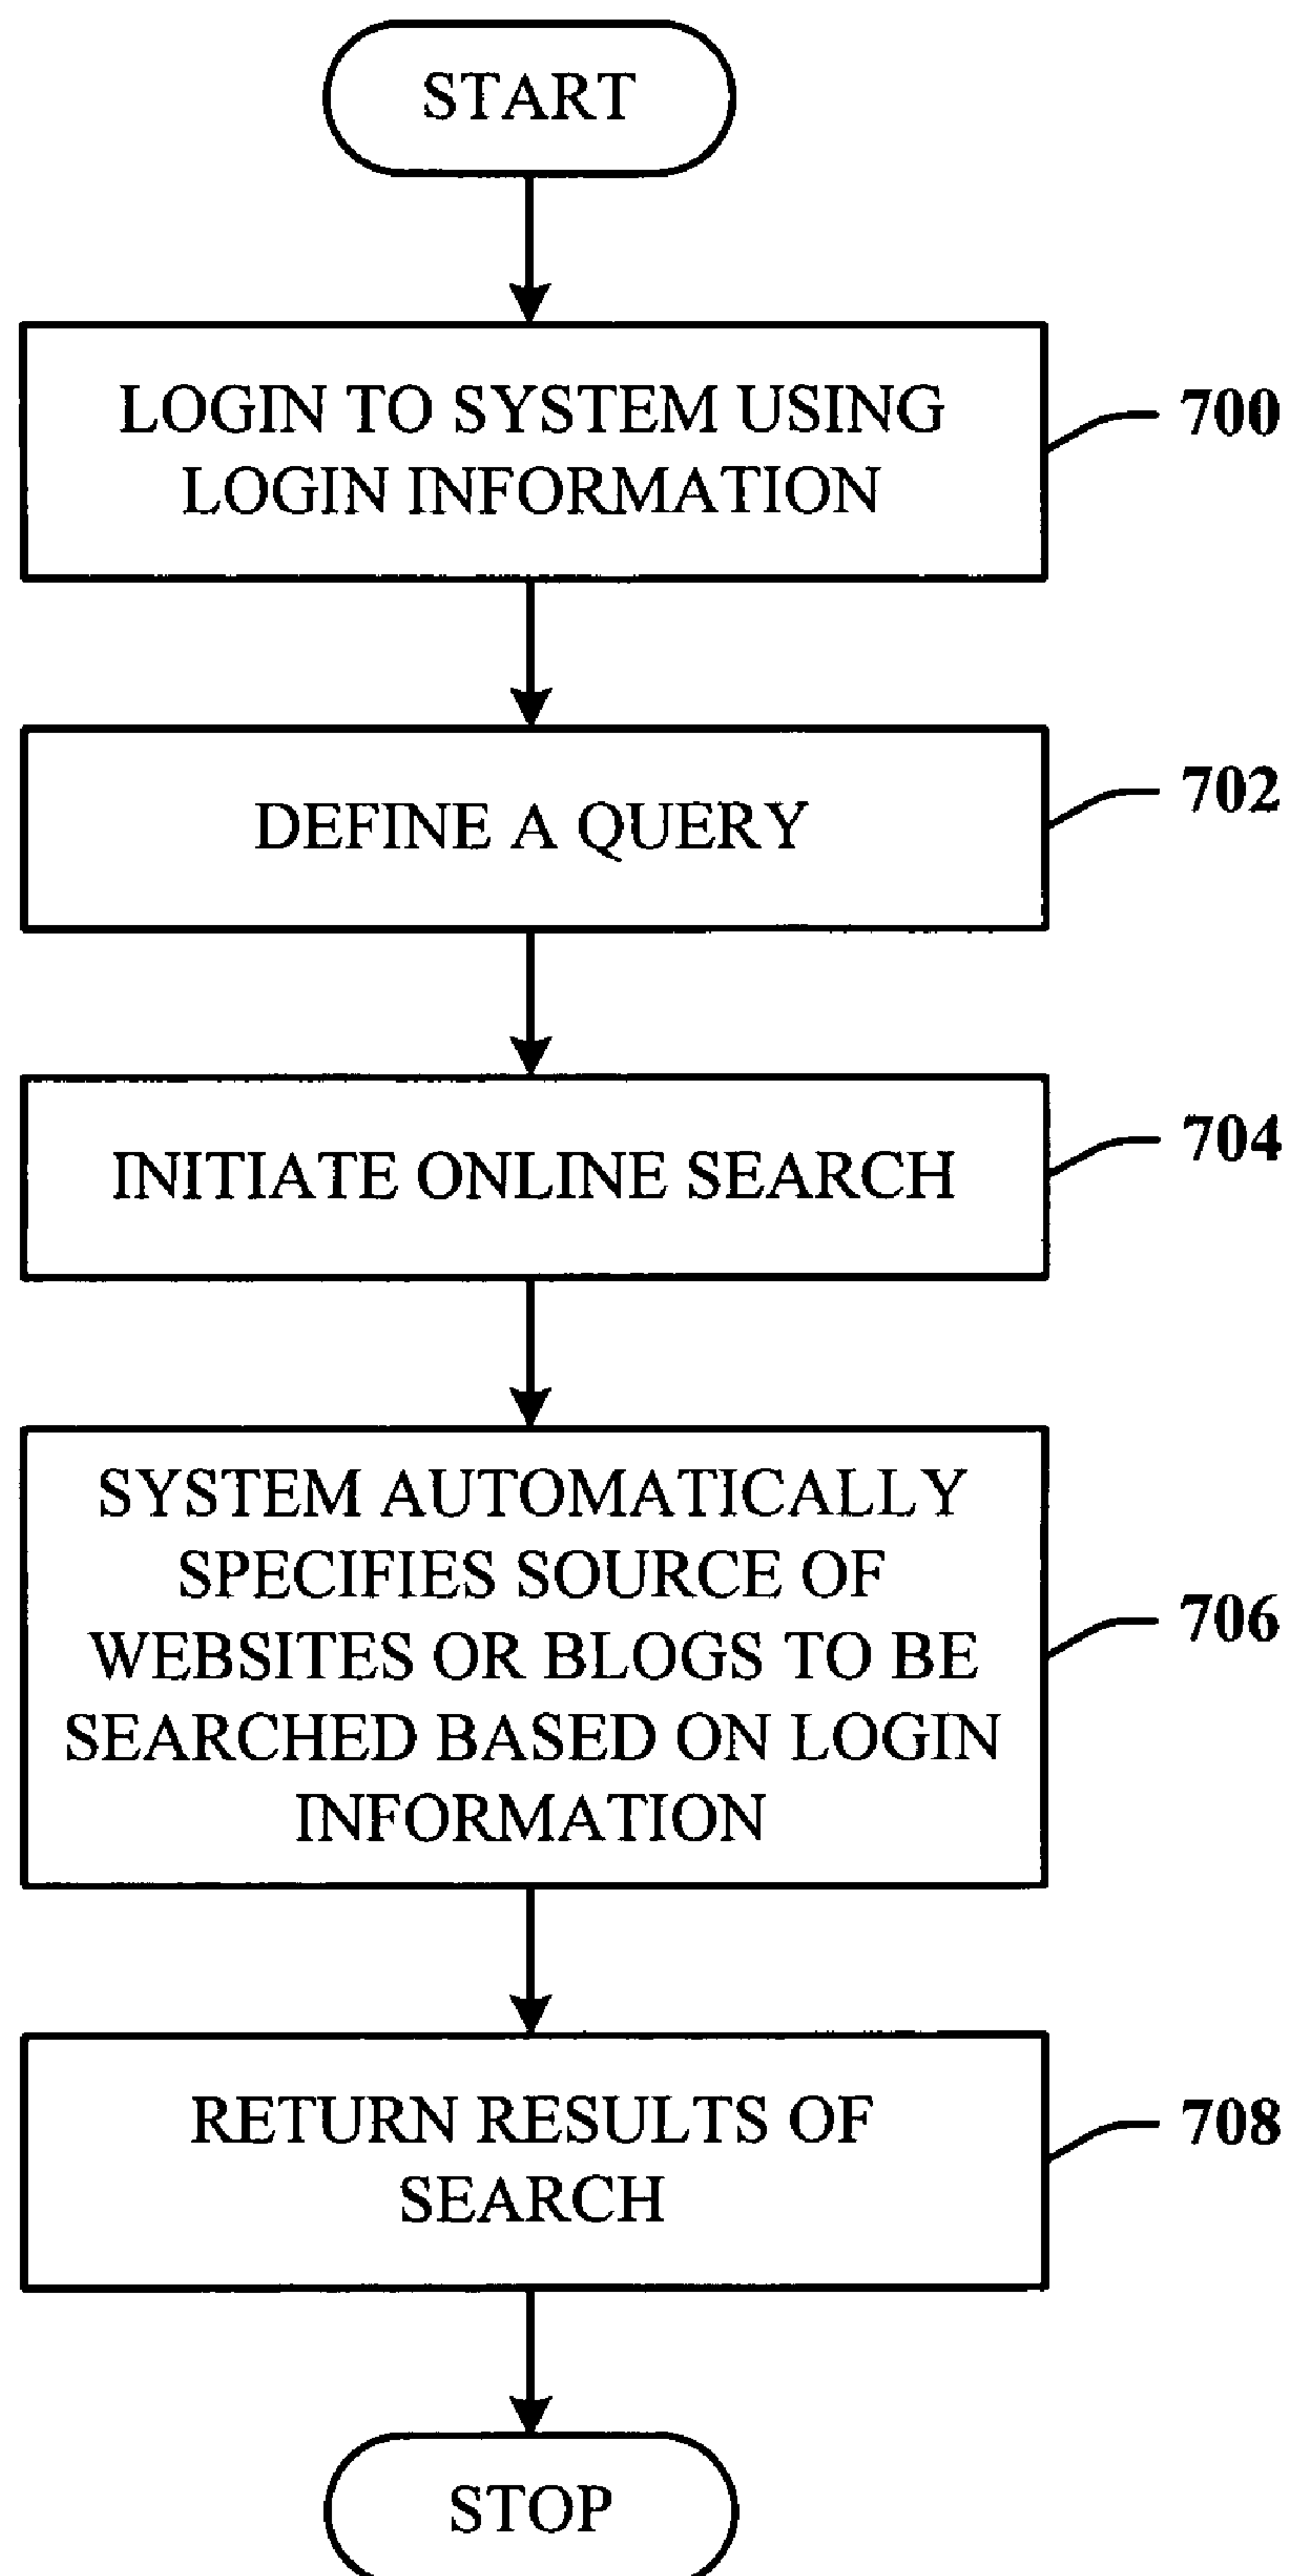 START
LOGIN TO SYSTEM USING
LOGIN INFORMATION
700
DEFINE A QUERY
702
INITIATE ONLINE SEARCH
704
SYSTEM AUTOMATICALLY
SPECIFIES SOURCE OF
WEBSITES OR BLOGS TO BE
SEARCHED BASED ON LOGIN
INFORMATION
706
RETURN RESULTS OF
SEARCH
708
STOP